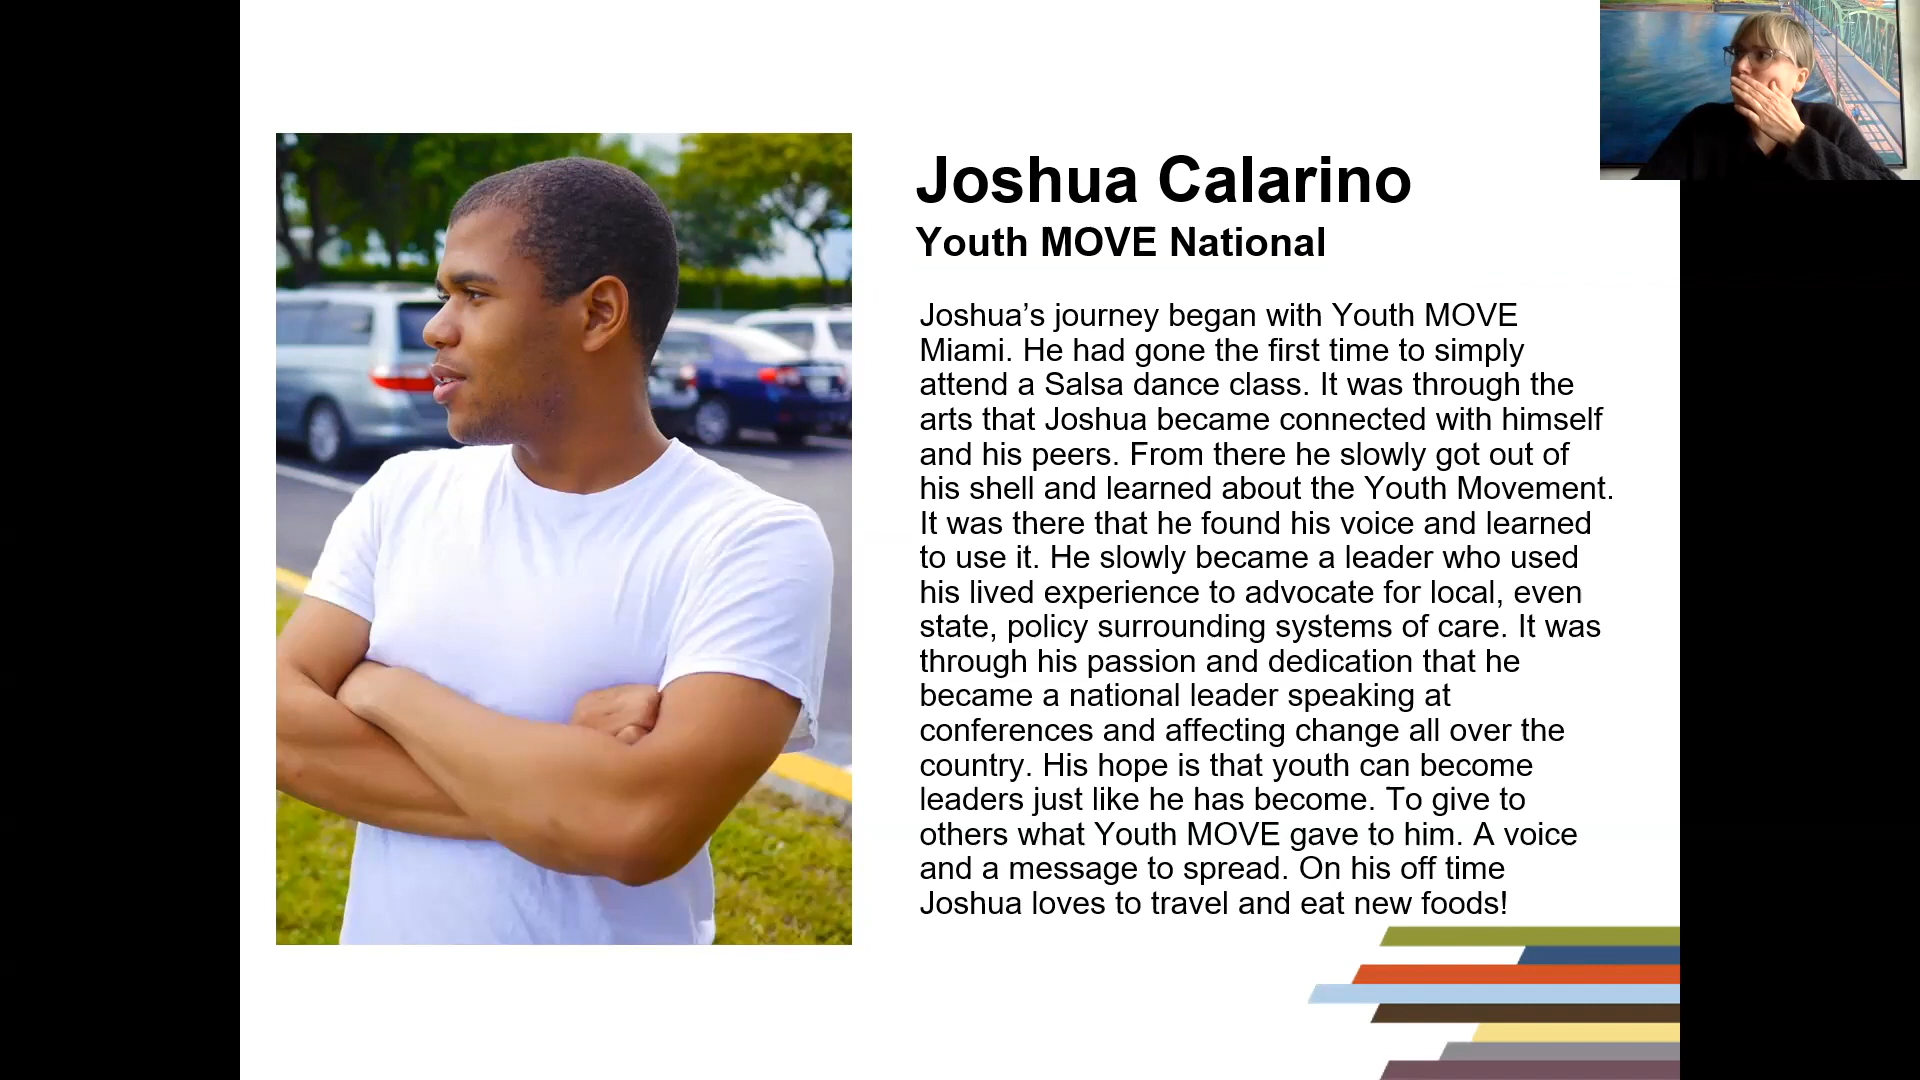 Joshua Calarino
Youth MOVE National
Joshua’s journey began with Youth MOVE
Miami. He had gone the first time to simply
attend a Salsa dance class. It was through the
arts that Joshua became connected with himself
and his peers. From there he slowly got out of
his shell and learned about the Youth Movement.
It was there that he found his voice and learned
to use it. He slowly became a leader who used
his lived experience to advocate for local, even
state, policy surrounding systems of care. It was
through his passion and dedication that he
became a national leader speaking at
conferences and affecting change all over the
country. His hope is that youth can become
leaders just like he has become. To give to
others what Youth MOVE gave to him. A voice
and a message to spread. On his off time
Joshua loves to travel and eat new foods!